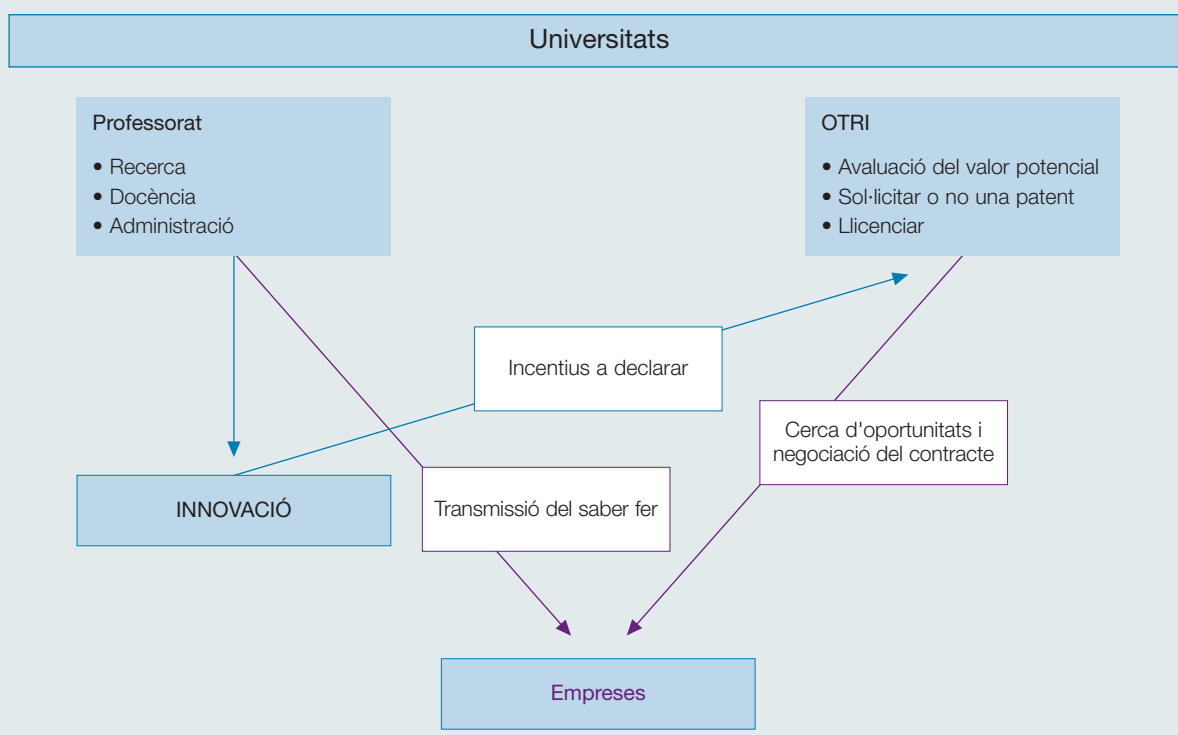 Universitats
Professorat
• Recerca
• Docència
• Administració
OTRI
• Avaluació del valor potencial
• Sol·licitar o no una patent
• Llicenciar
Incentius a declarar
Cerca d'oportunitats i
negociació del contracte
INNOVACIÓ
Transmissió del saber fer
Empreses